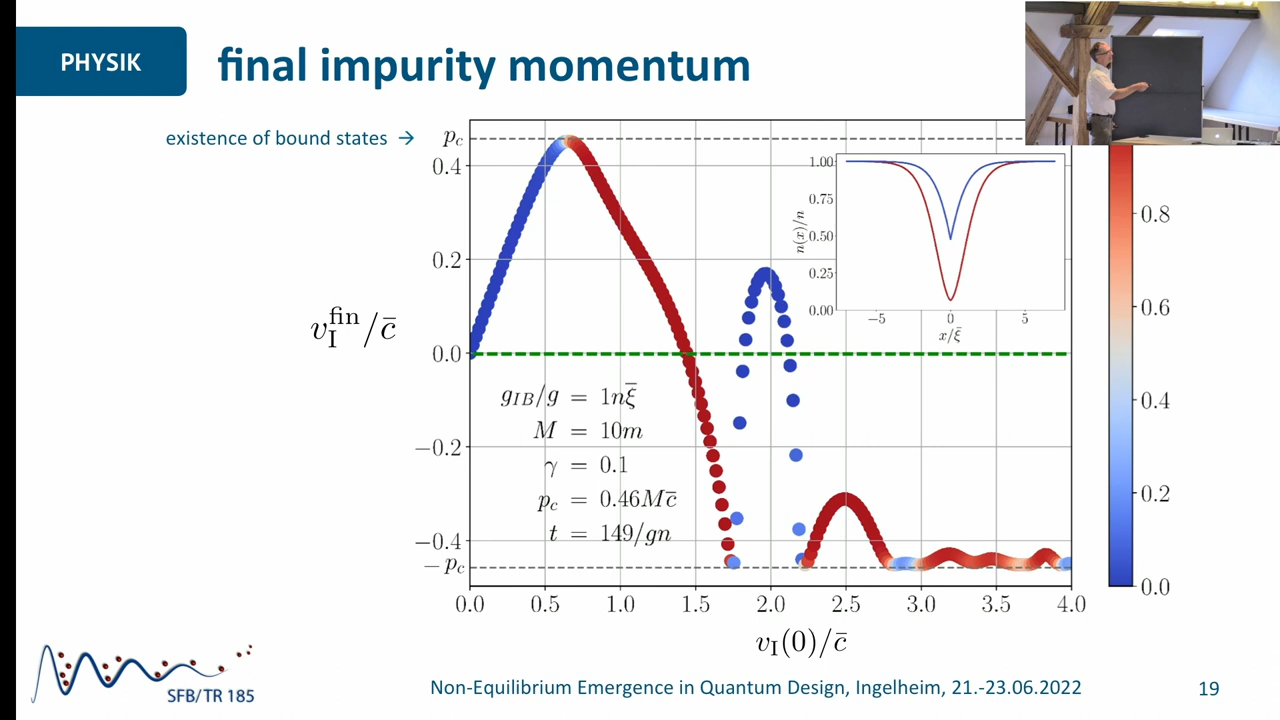 PHYSIK
final impurity momentum
existence of bound states →
p_c
0.4
0.2
0.0
−0.2
−0.4
− p_c
v_I^fin/c̄
g_IB/g = 1nξ̄
M = 10m
γ = 0.1
p_c = 0.46Mc̄
t = 149/gn
1.00
0.75
0.50
0.25
0.00
n(x)/n
−5 0 5
x/ξ̄
0.8
0.6
0.4
0.2
0.0
0.0 0.5 1.0 1.5 2.0 2.5 3.0 3.5 4.0
v_I(0)/c̄
SFB/TR 185
Non-Equilibrium Emergence in Quantum Design, Ingelheim, 21.-23.06.2022
19